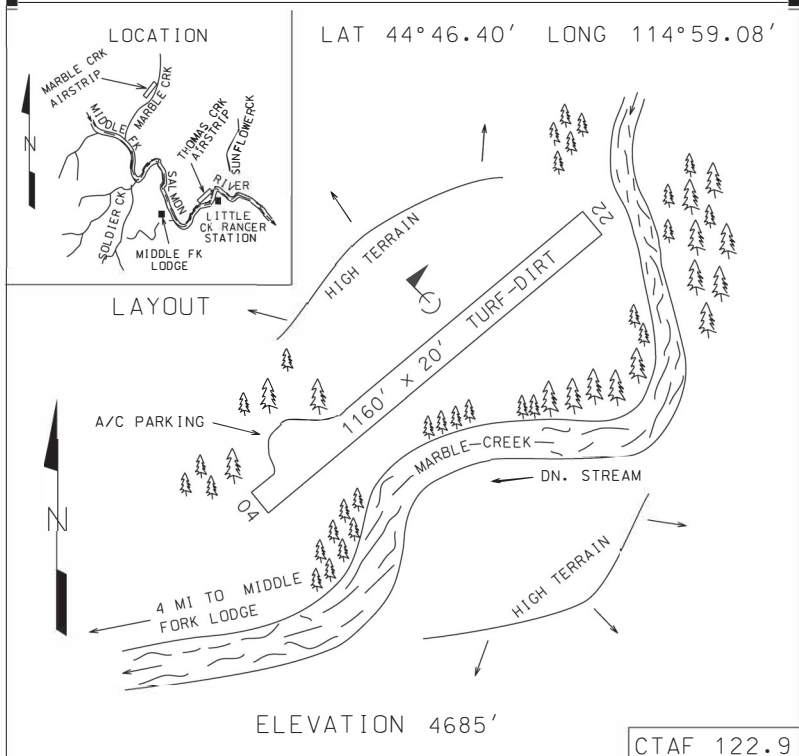 LOCATION
LAT 44°46.40' LONG 114°59.08'
MARBLE CRK
AIRSTRIP
MARBLE CRK
MIDDLE FK
N
THOMAS CRK
AIRSTRIP
SUNFLOWERCK
SALMON
RIVER
SOLDIER CK
LITTLE
CK RANGER
STATION
MIDDLE FK
LODGE
LAYOUT
HIGH TERRAIN
22
1160' × 20' TURF-DIRT
A/C PARKING
MARBLE-CREEK
DN. STREAM
04
N
4 MI TO MIDDLE
FORK LODGE
HIGH TERRAIN
ELEVATION 4685'
CTAF 122.9